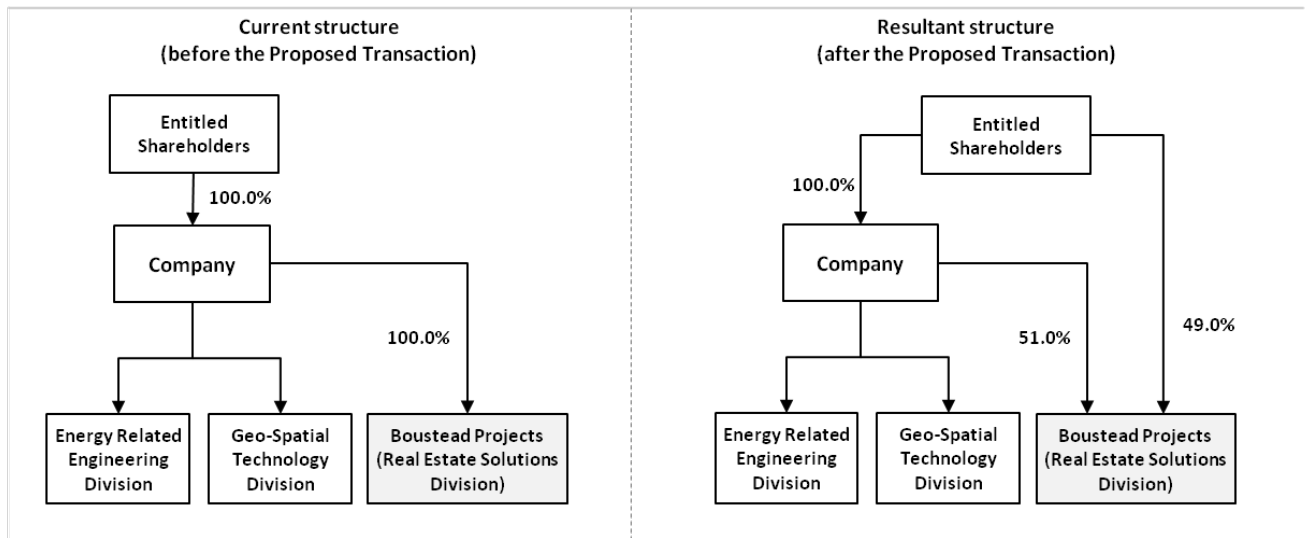 Current structure
(before the Proposed Transaction)
Entitled
Shareholders
100.0%
Company
100.0%
Energy Related
Engineering
Division
Geo-Spatial
Technology
Division
Boustead Projects
(Real Estate Solutions
Division)
Resultant structure
(after the Proposed Transaction)
Entitled
Shareholders
100.0%
Company
51.0%
49.0%
Energy Related
Engineering
Division
Geo-Spatial
Technology
Division
Boustead Projects
(Real Estate Solutions
Division)